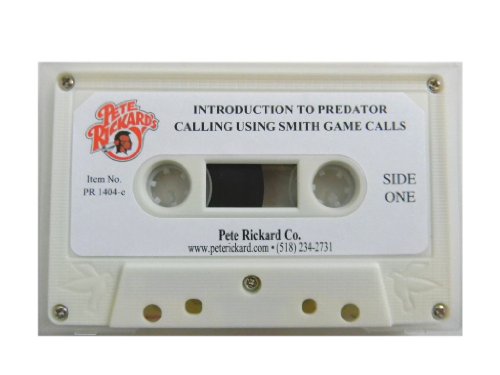 PETE
RICKARD'S
INTRODUCTION TO PREDATOR
CALLING USING SMITH GAME CALLS
Item No.
PR 1404-e
SIDE
ONE
Pete Rickard Co.
www.peterickard.com • (518) 234-2731